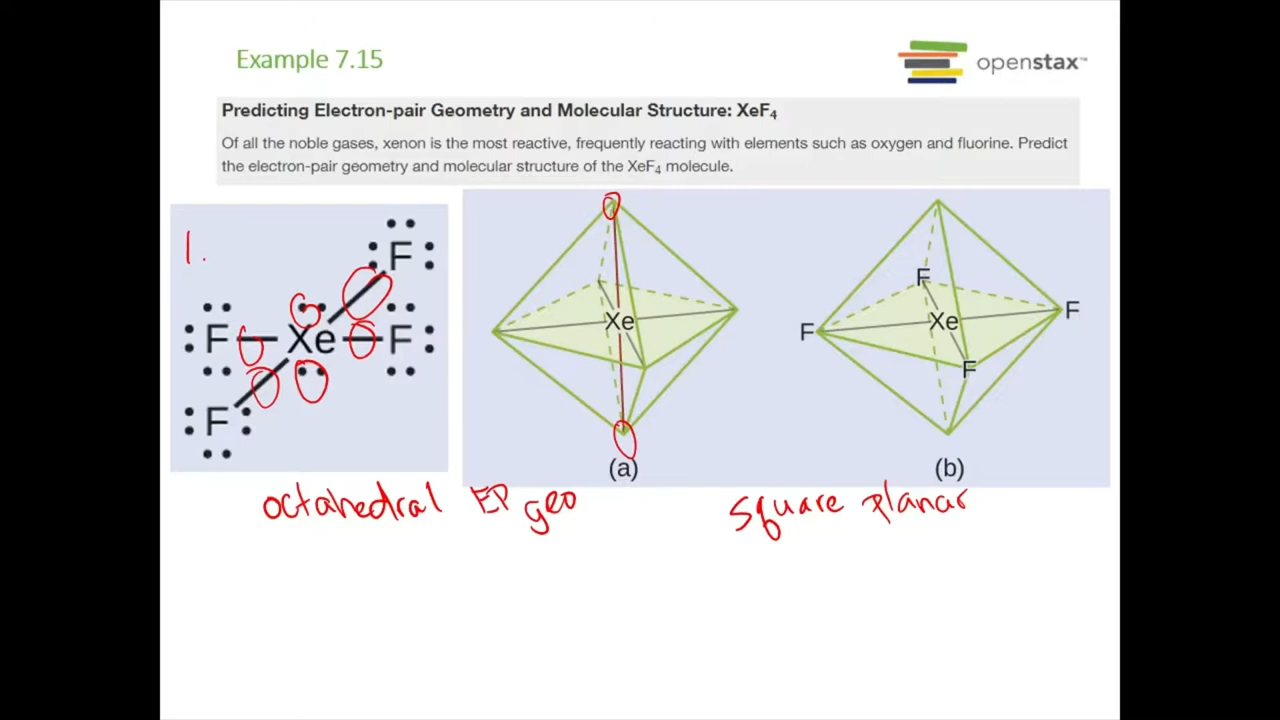 Example 7.15
openstax™
Predicting Electron-pair Geometry and Molecular Structure: XeF₄
Of all the noble gases, xenon is the most reactive, frequently reacting with elements such as oxygen and fluorine. Predict
the electron-pair geometry and molecular structure of the XeF₄ molecule.
1.
F
F Xe F
F
Xe
(a)
F
F Xe F
F
(b)
octahedral EP geo
square planar